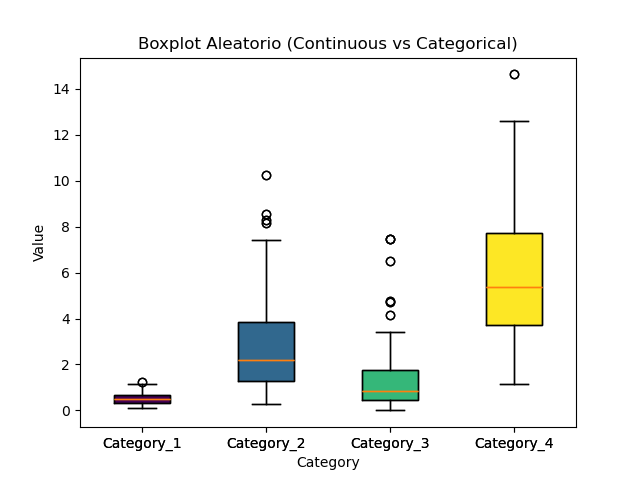 Boxplot Aleatorio (Continuous vs Categorical)
Value
14
12
10
8
6
4
2
0
Category_1 Category_2 Category_3 Category_4
Category